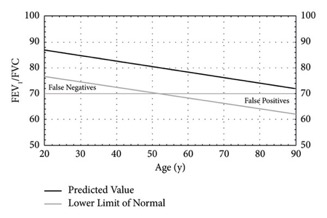 100
100
90
90
80
80
70
70
60
60
50
50
FEV1/FVC
False Negatives
False Positives
20 30 40 50 60 70 80 90
Age (y)
Predicted Value
Lower Limit of Normal